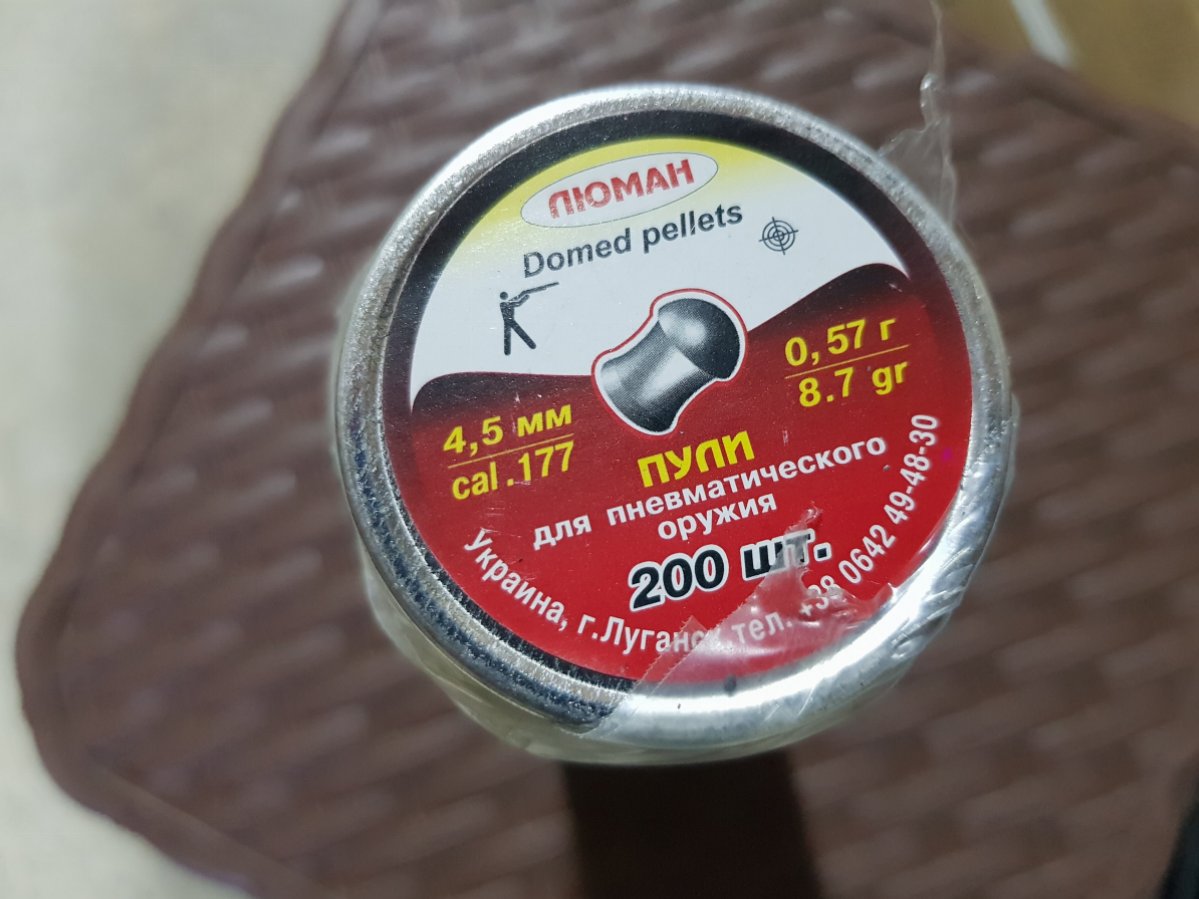 ЛЮМАН
Domed pellets
4,5 мм
cal .177
0,57 г
8.7 gr
ПУЛИ
для пневматического
оружия
200 шт.
Украина, г.Луганск тел. +38 0642 49-48-30